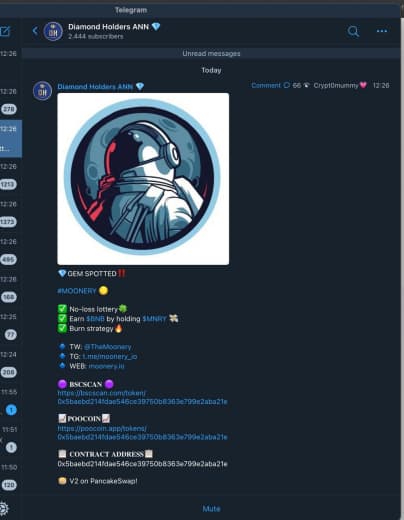 Telegram
Diamond Holders ANN 💎
2,444 subscribers
Unread messages
Today
Diamond Holders ANN 💎
Comment 66 Crypt0mummy💓 12:26
💎GEM SPOTTED‼️
#MOONERY 🟡
✅ No-loss lottery🍀
✅ Earn $BNB by holding $MNRY 💸
✅ Burn strategy🔥
🔹 TW: @TheMoonery
🔹 TG: t.me/moonery_io
🔹 WEB: moonery.io
🟣 BSCSCAN 🟣
https://bscscan.com/token/
0x5baebd214fdae546ce39750b8363e799e2aba21e
📈POOCOIN📈
https://poocoin.app/tokens/
0x5baebd214fdae546ce39750b8363e799e2aba21e
📋 CONTRACT ADDRESS📋
0x5baebd214fdae546ce39750b8363e799e2aba21e
🥞 V2 on PancakeSwap!
Mute
12:26
12:26
278
12:26
12:26
1213
12:26
1273
12:26
495
12:26
168
12:25
77
12:24
208
11:55
1
11:51
1
11:50
120